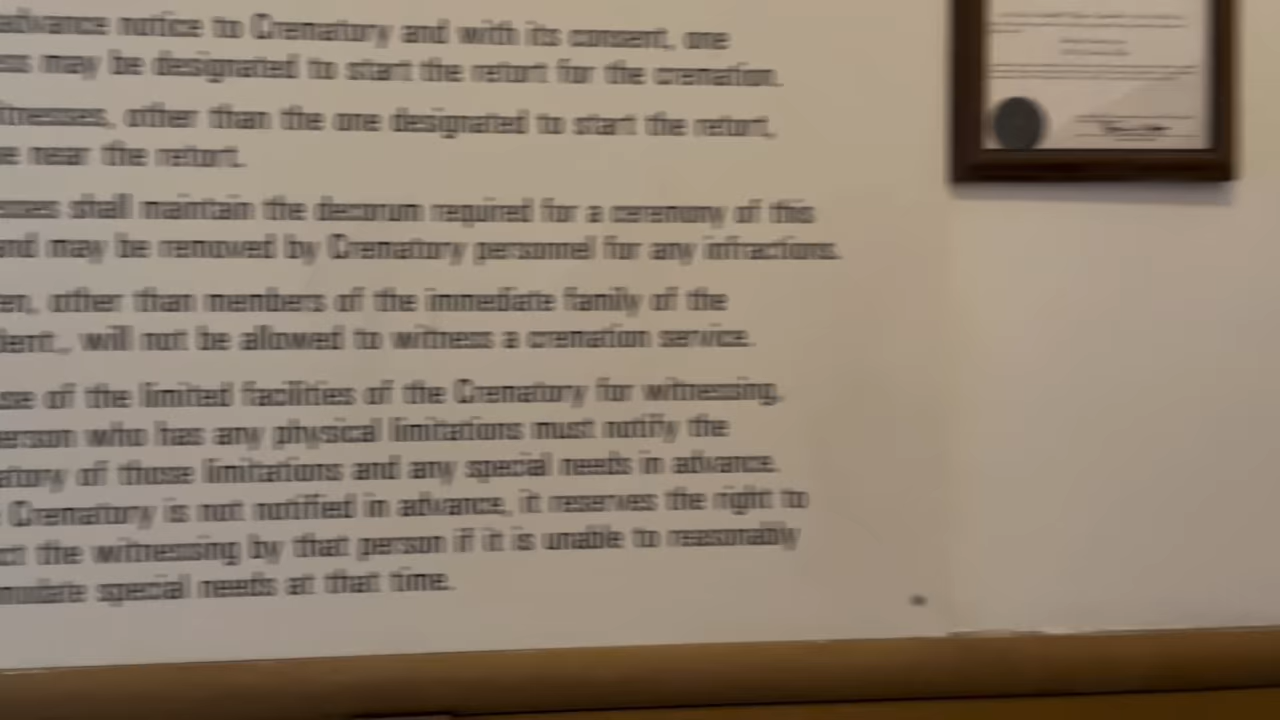 advance notice to Crematory and with its consent, one
may be designated to start the retort for the cremation.
other than the one designated to start the retort,
near the retort.
shall maintain the decorum required for a ceremony of this
and may be removed by Crematory personnel for any infractions.
other than members of the immediate family of the
will not be allowed to witness a cremation service.
of the limited facilities of the Crematory for witnessing,
who has any physical limitations must notify the
of those limitations and any special needs in advance.
Crematory is not notified in advance, it reserves the right to
the witnessing by that person if it is unable to reasonably
special needs at that time.